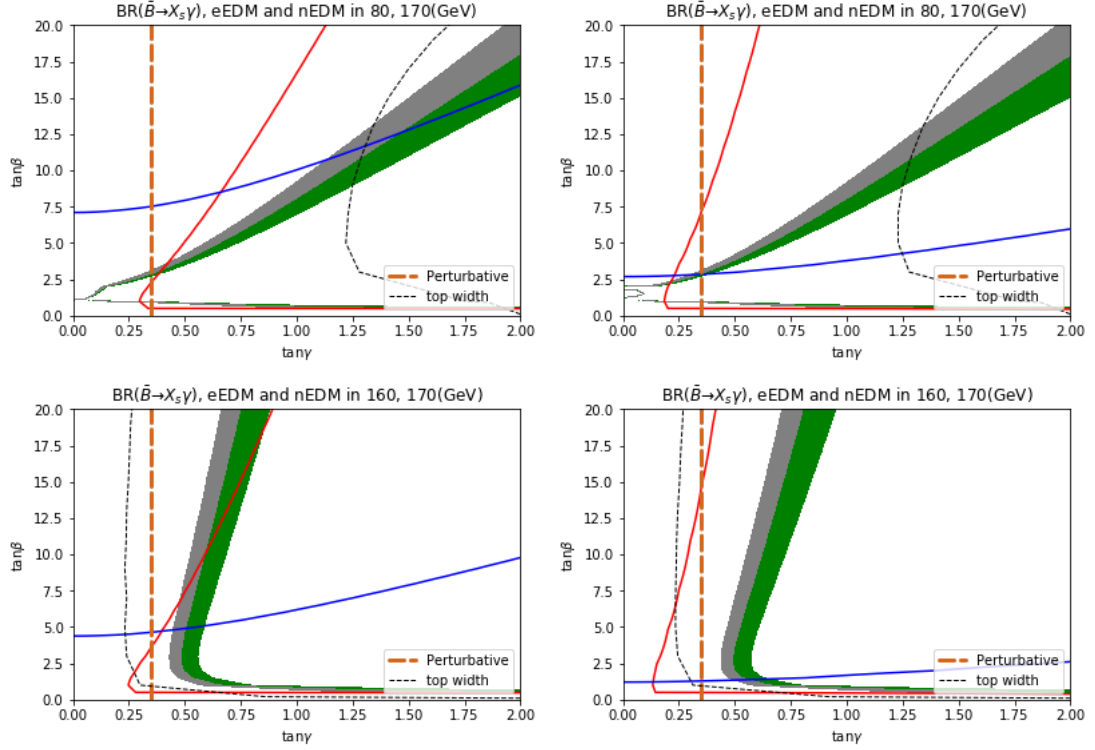 BR(B̄→X_sγ), eEDM and nEDM in 80, 170(GeV)
20.0
17.5
15.0
12.5
10.0
7.5
5.0
2.5
0.0
tanβ
Perturbative
top width
0.00 0.25 0.50 0.75 1.00 1.25 1.50 1.75 2.00
tanγ
BR(B̄→X_sγ), eEDM and nEDM in 80, 170(GeV)
20.0
17.5
15.0
12.5
10.0
7.5
5.0
2.5
0.0
tanβ
Perturbative
top width
0.00 0.25 0.50 0.75 1.00 1.25 1.50 1.75 2.00
tanγ
BR(B̄→X_sγ), eEDM and nEDM in 160, 170(GeV)
20.0
17.5
15.0
12.5
10.0
7.5
5.0
2.5
0.0
tanβ
Perturbative
top width
0.00 0.25 0.50 0.75 1.00 1.25 1.50 1.75 2.00
tanγ
BR(B̄→X_sγ), eEDM and nEDM in 160, 170(GeV)
20.0
17.5
15.0
12.5
10.0
7.5
5.0
2.5
0.0
tanβ
Perturbative
top width
0.00 0.25 0.50 0.75 1.00 1.25 1.50 1.75 2.00
tanγ